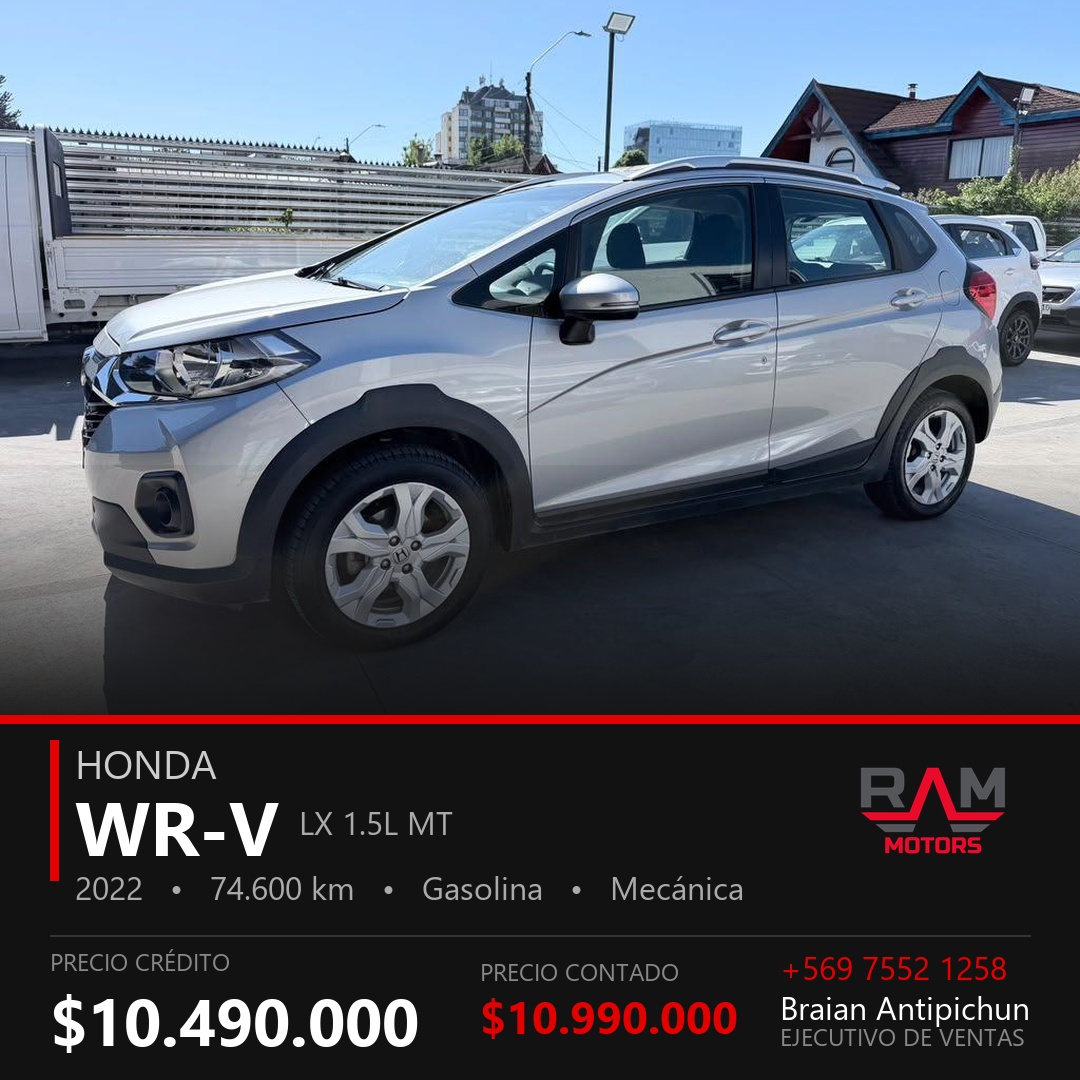 HONDA
WR-V LX 1.5L MT
2022 • 74.600 km • Gasolina • Mecánica
RAM
MOTORS
PRECIO CRÉDITO
$10.490.000
PRECIO CONTADO
$10.990.000
+569 7552 1258
Braian Antipichun
EJECUTIVO DE VENTAS